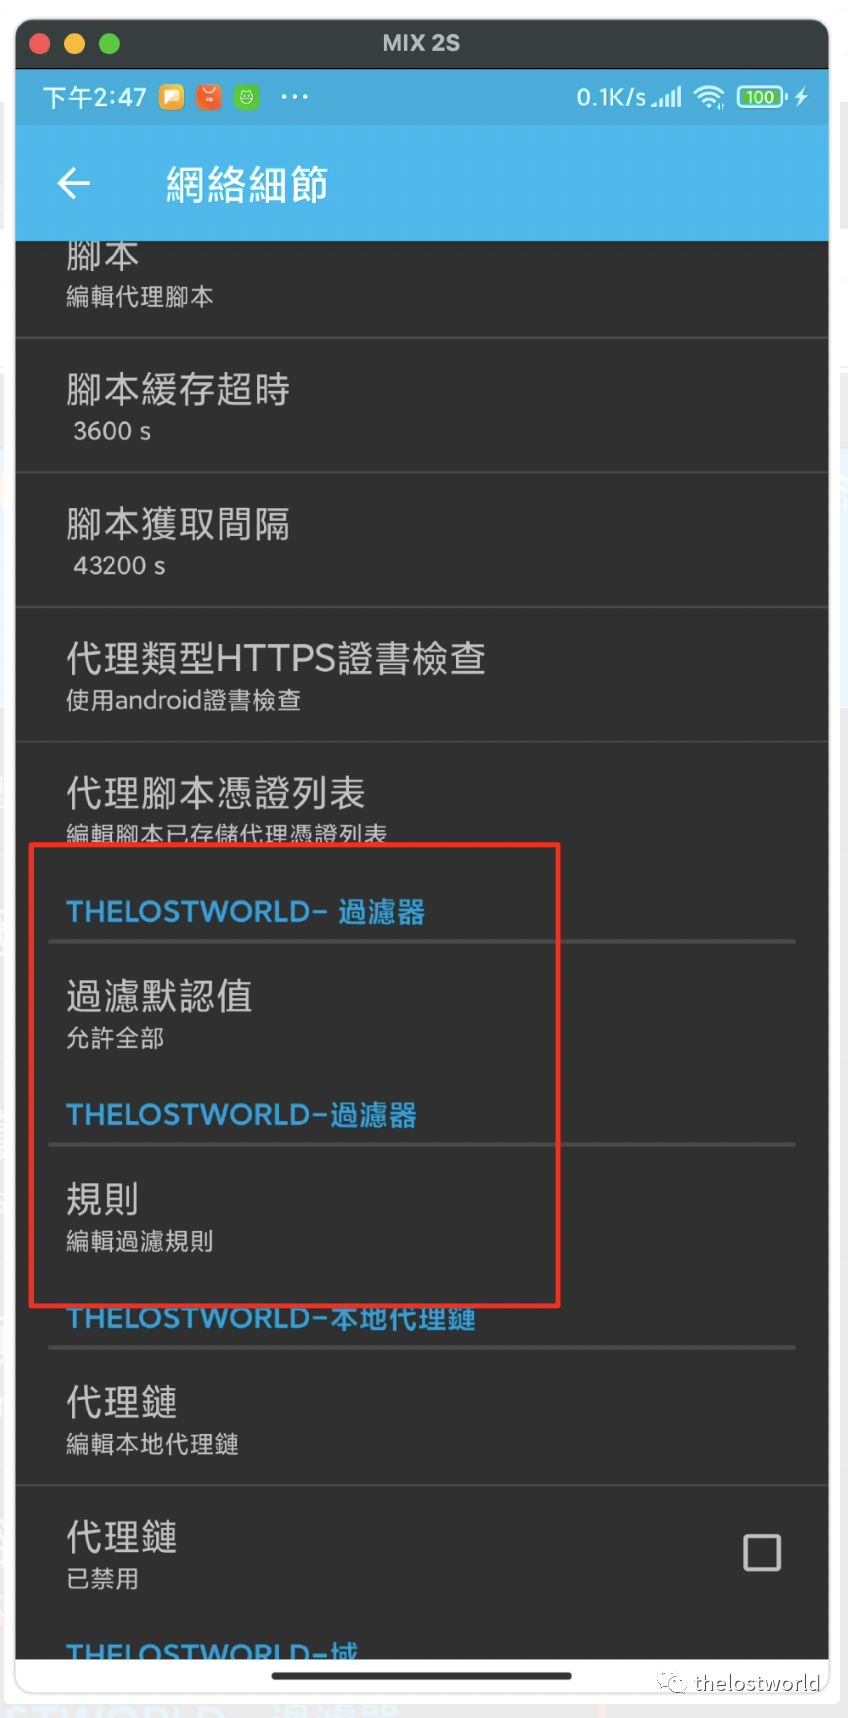 MIX 2S
下午2:47 ... 0.1K/s 100
網絡細節
腳本
編輯代理腳本
腳本緩存超時
3600 s
腳本獲取間隔
43200 s
代理類型HTTPS證書檢查
使用android證書檢查
代理腳本憑證列表
編輯腳本已存儲代理憑證列表
THELOSTWORLD- 過濾器
過濾默認值
允許全部
THELOSTWORLD-過濾器
規則
編輯過濾規則
THELOSTWORLD-本地代理鏈
代理鏈
編輯本地代理鏈
代理鏈
已禁用
THELOSTWORLD-域
thelostworld